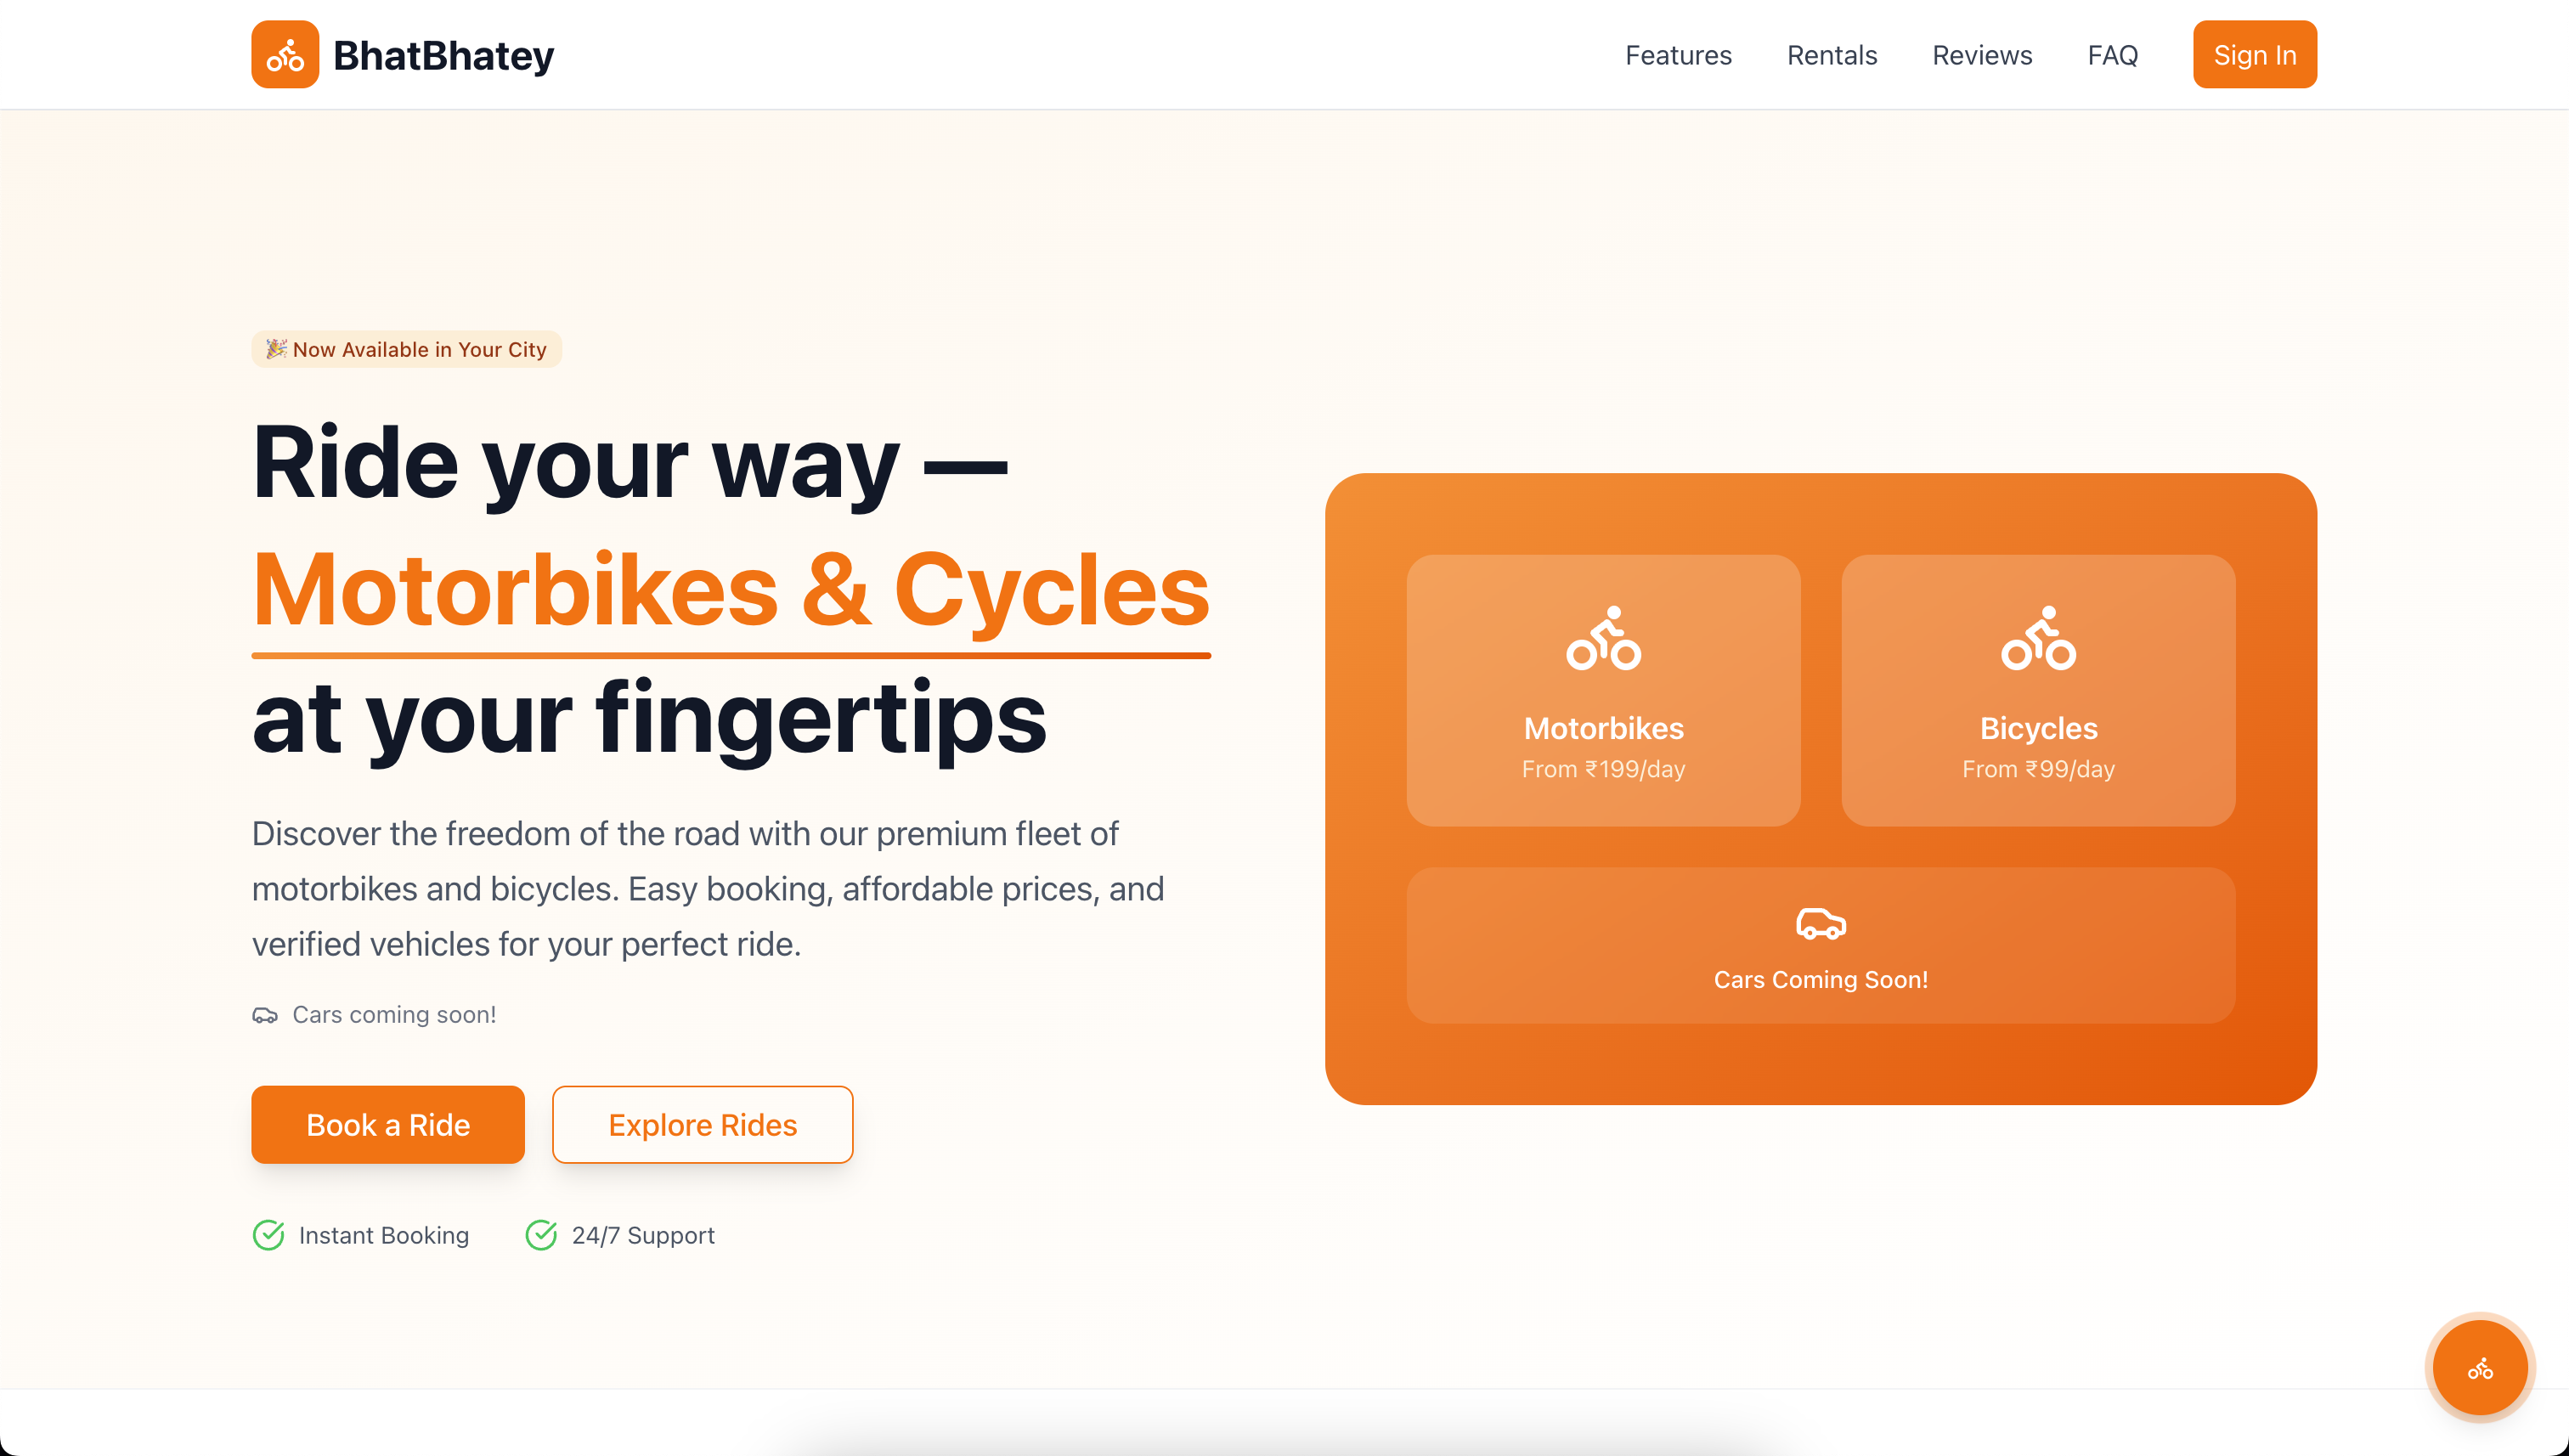 BhatBhatey
Features
Rentals
Reviews
FAQ
Sign In
🎉 Now Available in Your City
Ride your way —
Motorbikes & Cycles
at your fingertips
Discover the freedom of the road with our premium fleet of
motorbikes and bicycles. Easy booking, affordable prices, and
verified vehicles for your perfect ride.
Cars coming soon!
Book a Ride
Explore Rides
Instant Booking
24/7 Support
Motorbikes
From ₹199/day
Bicycles
From ₹99/day
Cars Coming Soon!